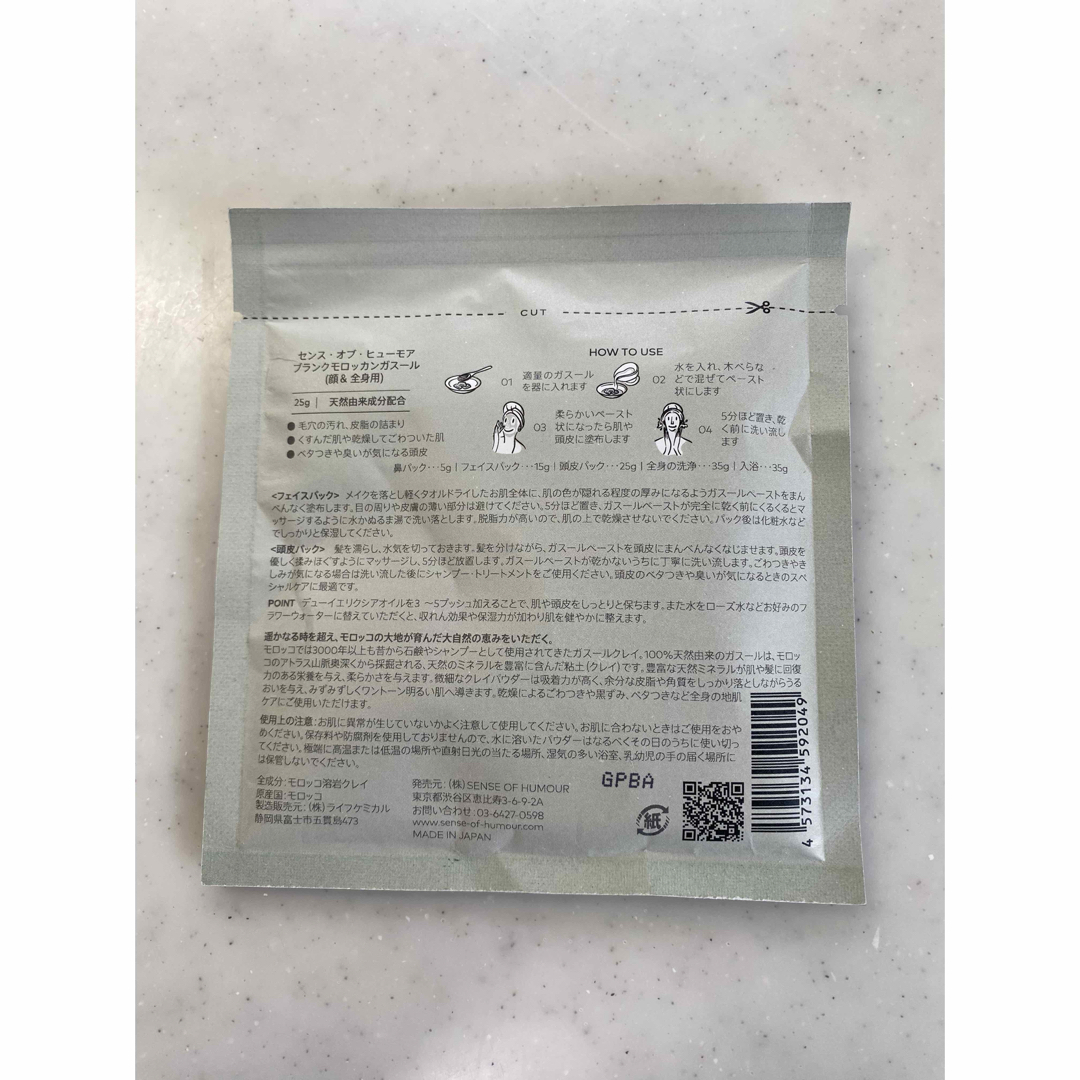 CUT
センス・オブ・ヒューモア
ブランクモロッカンガスール
(顔&全身用)
25g | 天然由来成分配合
● 毛穴の汚れ、皮脂の詰まり
● くすんだ肌や乾燥してごわついた肌
● ベタつきや臭いが気になる頭皮
HOW TO USE
01 適量のガスール
を器に入れます
02 水を入れ、木べらな
どで混ぜてペースト
状にします
03 柔らかいペースト
状になったら肌や
頭皮に塗布します
04 5分ほど置き、乾
く前に洗い流し
ます
鼻パック・・・5g | フェイスパック・・・15g | 頭皮パック・・・25g | 全身の洗浄・・・35g | 入浴・・・35g
<フェイスパック> メイクを落とし軽くタオルドライしたお肌全体に、肌の色が隠れる程度の厚みになるようガスールペーストをまん
べんなく塗布します。目の周りや皮膚の薄い部分は避けてください。5分ほど置き、ガスールペーストが完全に乾く前にくるくるとマ
ッサージするように水かぬるま湯で洗い落とします。脱脂力が高いので、肌の上で乾燥させないでください。パック後は化粧水など
でしっかりと保湿してください。
<頭皮パック> 髪を濡らし、水気を切っておきます。髪を分けながら、ガスールペーストを頭皮にまんべんなくなじませます。頭皮を
優しく揉みほぐすようにマッサージし、5分ほど放置します。ガスールペーストが乾かないうちに丁寧に洗い流します。ごわつきやき
しみが気になる場合は洗い流した後にシャンプー・トリートメントをご使用ください。頭皮のベタつきや臭いが気になるときのスペ
シャルケアに最適です。
POINT デューイエリクシアオイルを3 〜5プッシュ加えることで、肌や頭皮をしっとりと保ちます。また水をローズ水などお好みのフ
ラワーウォーターに替えていただくと、収れん効果や保湿力が加わり肌を健やかに整えます。
遥かなる時を超え、モロッコの大地が育んだ大自然の恵みをいただく。
モロッコでは3000年以上も昔から石鹸やシャンプーとして使用されてきたガスールクレイ。100%天然由来のガスールは、モロッ
コのアトラス山脈奥深くから採掘される、天然のミネラルを豊富に含んだ粘土(クレイ)です。豊富な天然ミネラルが肌や髪に回復
力のある栄養を与え、柔らかさを与えます。微細なクレイパウダーは吸着力が高く、余分な皮脂や角質をしっかり落としながらうる
おいを与え、みずみずしくワントーン明るい肌へ導きます。乾燥によるごわつきや黒ずみ、ベタつきなど全身の地肌
ケアにご使用いただけます。
使用上の注意:お肌に異常が生じていないかよく注意して使用してください。お肌に合わないときはご使用をおや
めください。保存料や防腐剤を使用しておりませんので、水に溶いたパウダーはなるべくその日のうちに使い切っ
てください。極端に高温または低温の場所や直射日光の当たる場所、湿気の多い浴室、乳幼児の手の届く場所に
は保管しないでください。
全成分:モロッコ溶岩クレイ
原産国:モロッコ
製造販売元:(株)ライフケミカル
静岡県富士市五貫島473
発売元:(株)SENSE OF HUMOUR
東京都渋谷区恵比寿3-6-9-2A
お問い合わせ:03-6427-0598
www.sense-of-humour.com
MADE IN JAPAN
GPBA
紙
4 573134 592049